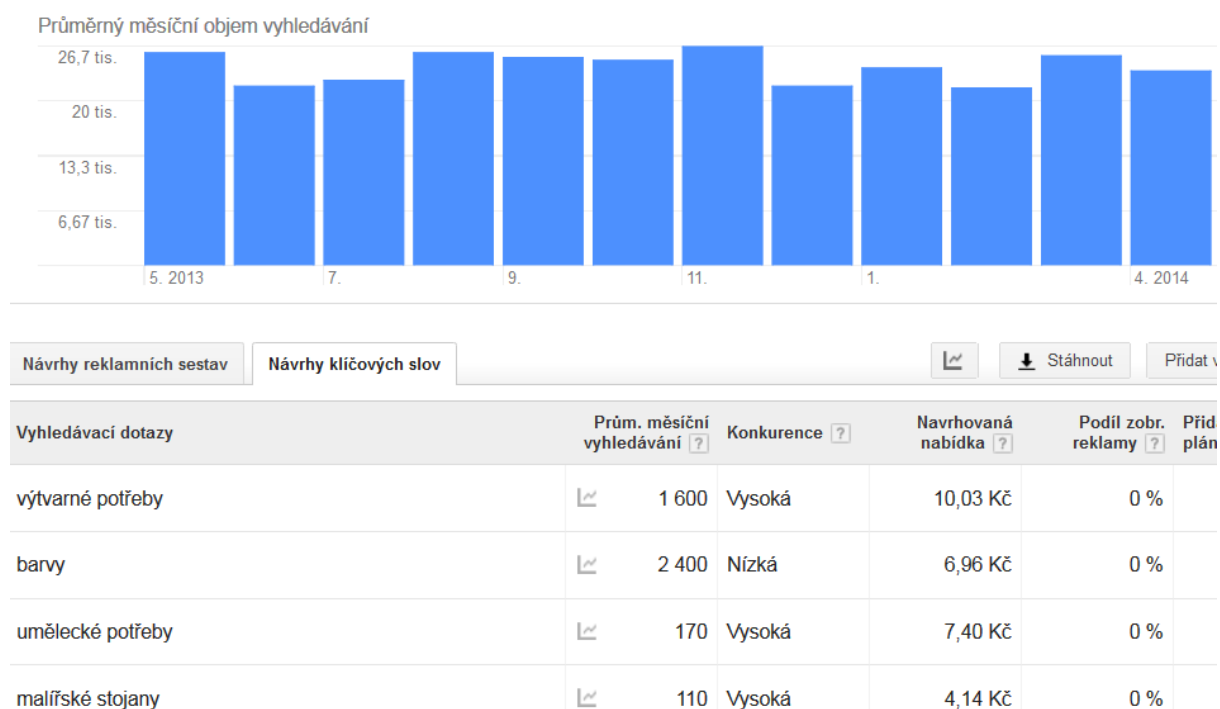 Průměrný měsíční objem vyhledávání
26,7 tis.
20 tis.
13,3 tis.
6,67 tis.
5. 2013 7. 9. 11. 1. 4. 2014
Návrhy reklamních sestav Návrhy klíčových slov Stáhnout Přidat v
Vyhledávací dotazy Prům. měsíční vyhledávání ? Konkurence ? Navrhovaná nabídka ? Podíl zobr. reklamy ? Přida plán
výtvarné potřeby 1 600 Vysoká 10,03 Kč 0 %
barvy 2 400 Nízká 6,96 Kč 0 %
umělecké potřeby 170 Vysoká 7,40 Kč 0 %
malířské stojany 110 Vysoká 4,14 Kč 0 %